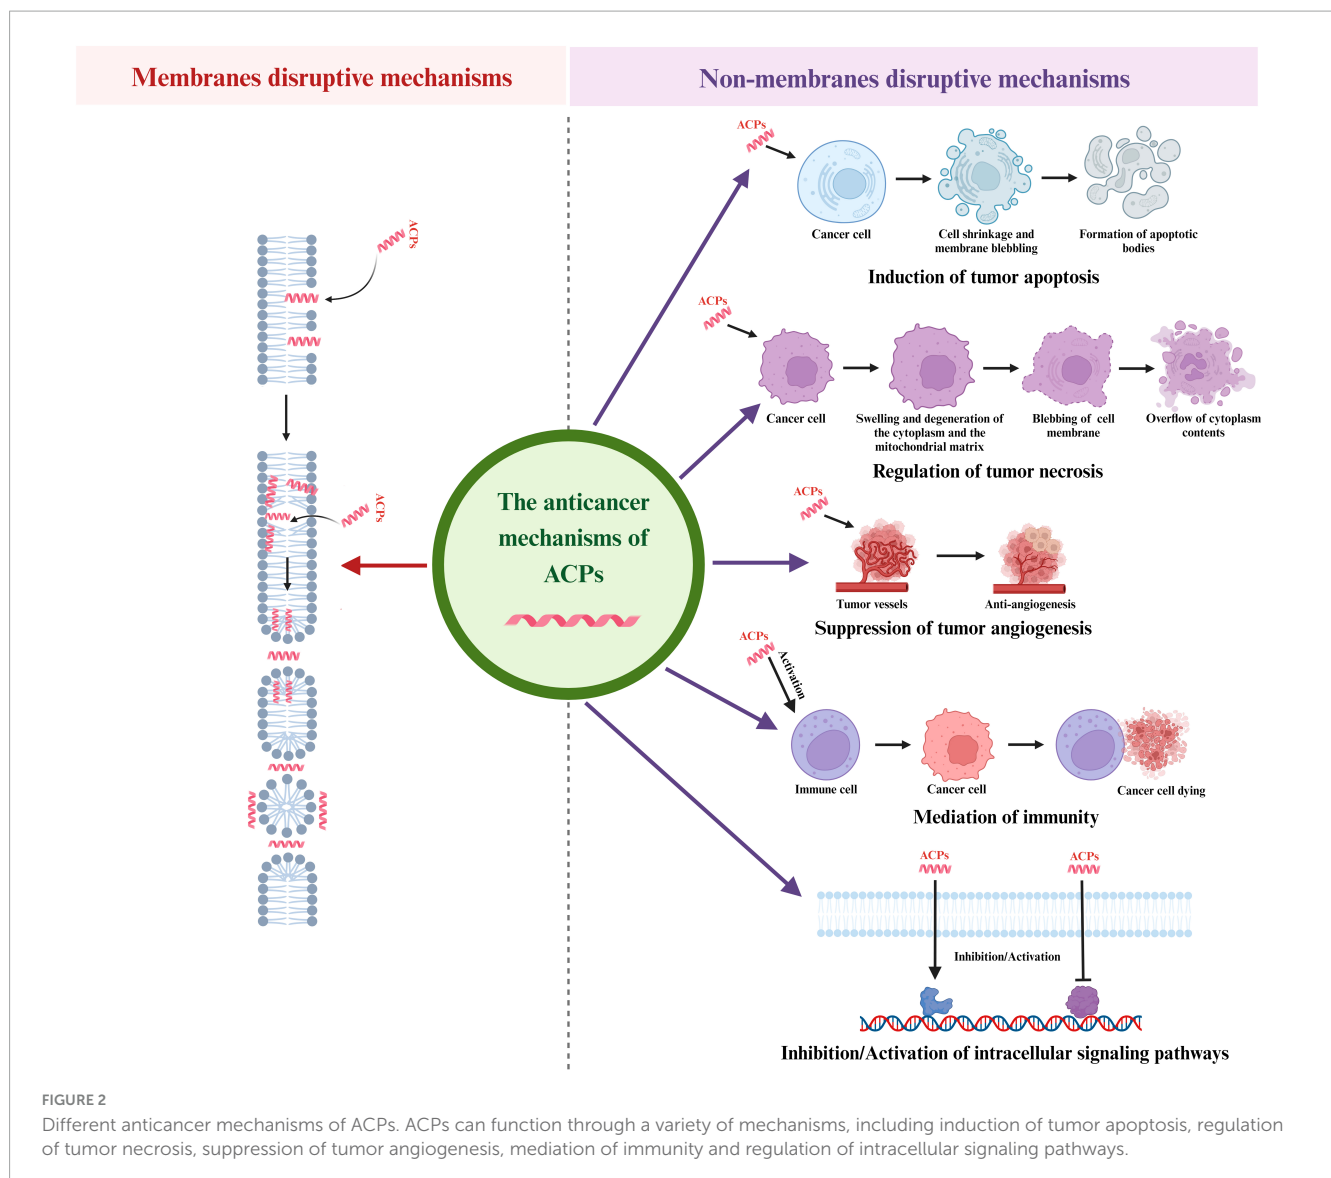 Membranes disruptive mechanisms
Non-membranes disruptive mechanisms
ACPs
ACPs
The anticancer
mechanisms of
ACPs
ACPs
Cancer cell
Cell shrinkage and
membrane blebbling
Formation of apoptotic
bodies
Induction of tumor apoptosis
ACPs
Cancer cell
Swelling and degeneration of
the cytoplasm and the
mitochondrial matrix
Blebbing of cell
membrane
Overflow of cytoplasm
contents
Regulation of tumor necrosis
ACPs
Tumor vessels
Anti-angiogenesis
Suppression of tumor angiogenesis
ACPs
Activation
Immune cell
Cancer cell
Cancer cell dying
Mediation of immunity
ACPs
ACPs
Inhibition/Activation
Inhibition/Activation of intracellular signaling pathways
FIGURE 2
Different anticancer mechanisms of ACPs. ACPs can function through a variety of mechanisms, including induction of tumor apoptosis, regulation
of tumor necrosis, suppression of tumor angiogenesis, mediation of immunity and regulation of intracellular signaling pathways.